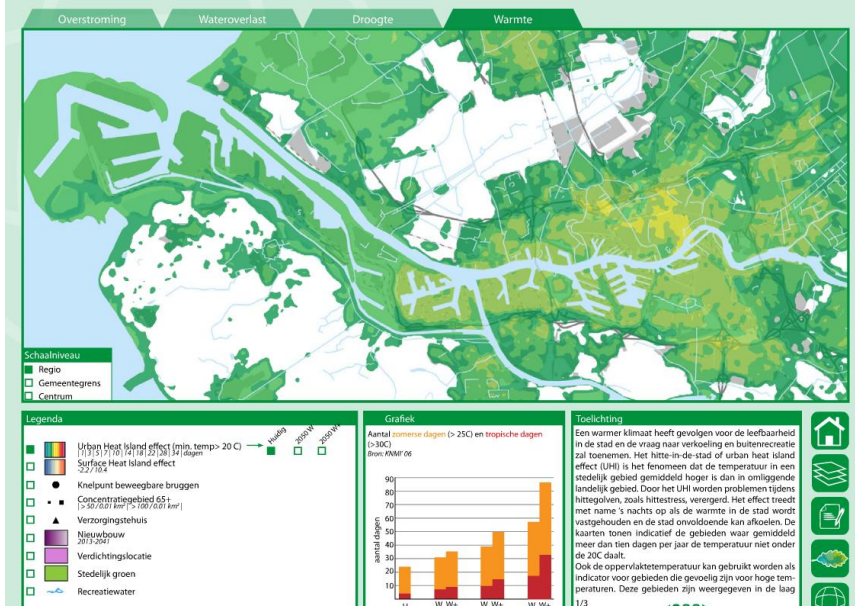 Overstroming
Wateroverlast
Droogte
Warmte
Schaalniveau
Regio
Gemeentegrens
Centrum
Legenda
Urban Heat Island effect (min. temp> 20 C)
| 1 | 3 | 5 | 7 | 10 | 14 | 18 | 22 | 28 | 34 | dagen
Huidig
2050 W
2050 W+
Surface Heat Island effect
-2.2 / 10.4
Knelpunt beweegbare bruggen
Concentratiegebied 65+
| > 50 / 0.01 km² | > 100 / 0.01 km² |
Verzorgingstehuis
Nieuwbouw
2013-2041
Verdichtingslocatie
Stedelijk groen
Recreatiewater
Grafiek
Aantal zomerse dagen (> 25C) en tropische dagen
(>30C)
Bron: KNMI' 06
aantal dagen
90
80
70
60
50
40
30
20
10
W W+
W W+
W W+
Toelichting
Een warmer klimaat heeft gevolgen voor de leefbaarheid
in de stad en de vraag naar verkoeling en buitenrecreatie
zal toenemen. Het hitte-in-de-stad of urban heat island
effect (UHI) is het fenomeen dat de temperatuur in een
stedelijk gebied gemiddeld hoger is dan in omliggende
landelijk gebied. Door het UHI worden problemen tijdens
hittegolven, zoals hittestress, verergerd. Het effect treedt
met name 's nachts op als de warmte in de stad wordt
vastgehouden en de stad onvoldoende kan afkoelen. De
kaarten tonen indicatief de gebieden waar gemiddeld
meer dan tien dagen per jaar de temperatuur niet onder
de 20C daalt.
Ook de oppervlaktetemperatuur kan gebruikt worden als
indicator voor gebieden die gevoelig zijn voor hoge tem-
peraturen. Deze gebieden zijn weergegeven in de laag
1/3